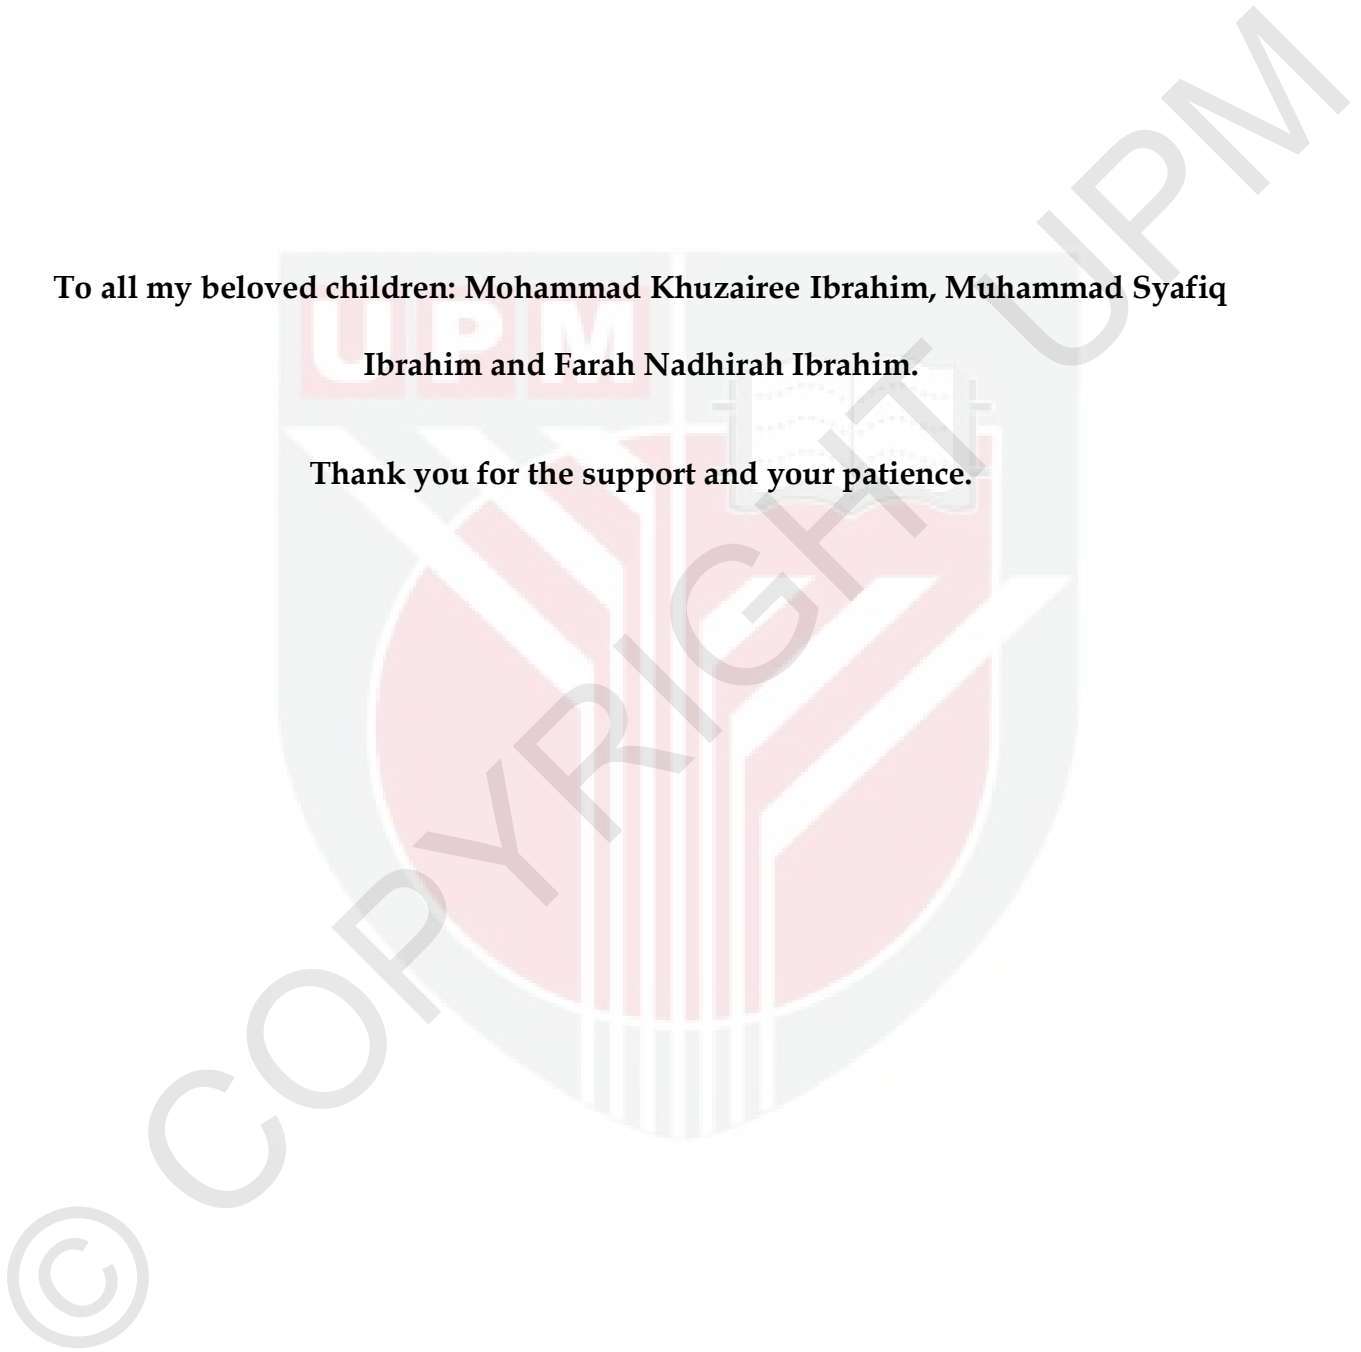 To all my beloved children: Mohammad Khuzairee Ibrahim, Muhammad Syafiq
Ibrahim and Farah Nadhirah Ibrahim.
Thank you for the support and your patience.
UPM
© COPYRIGHT UPM